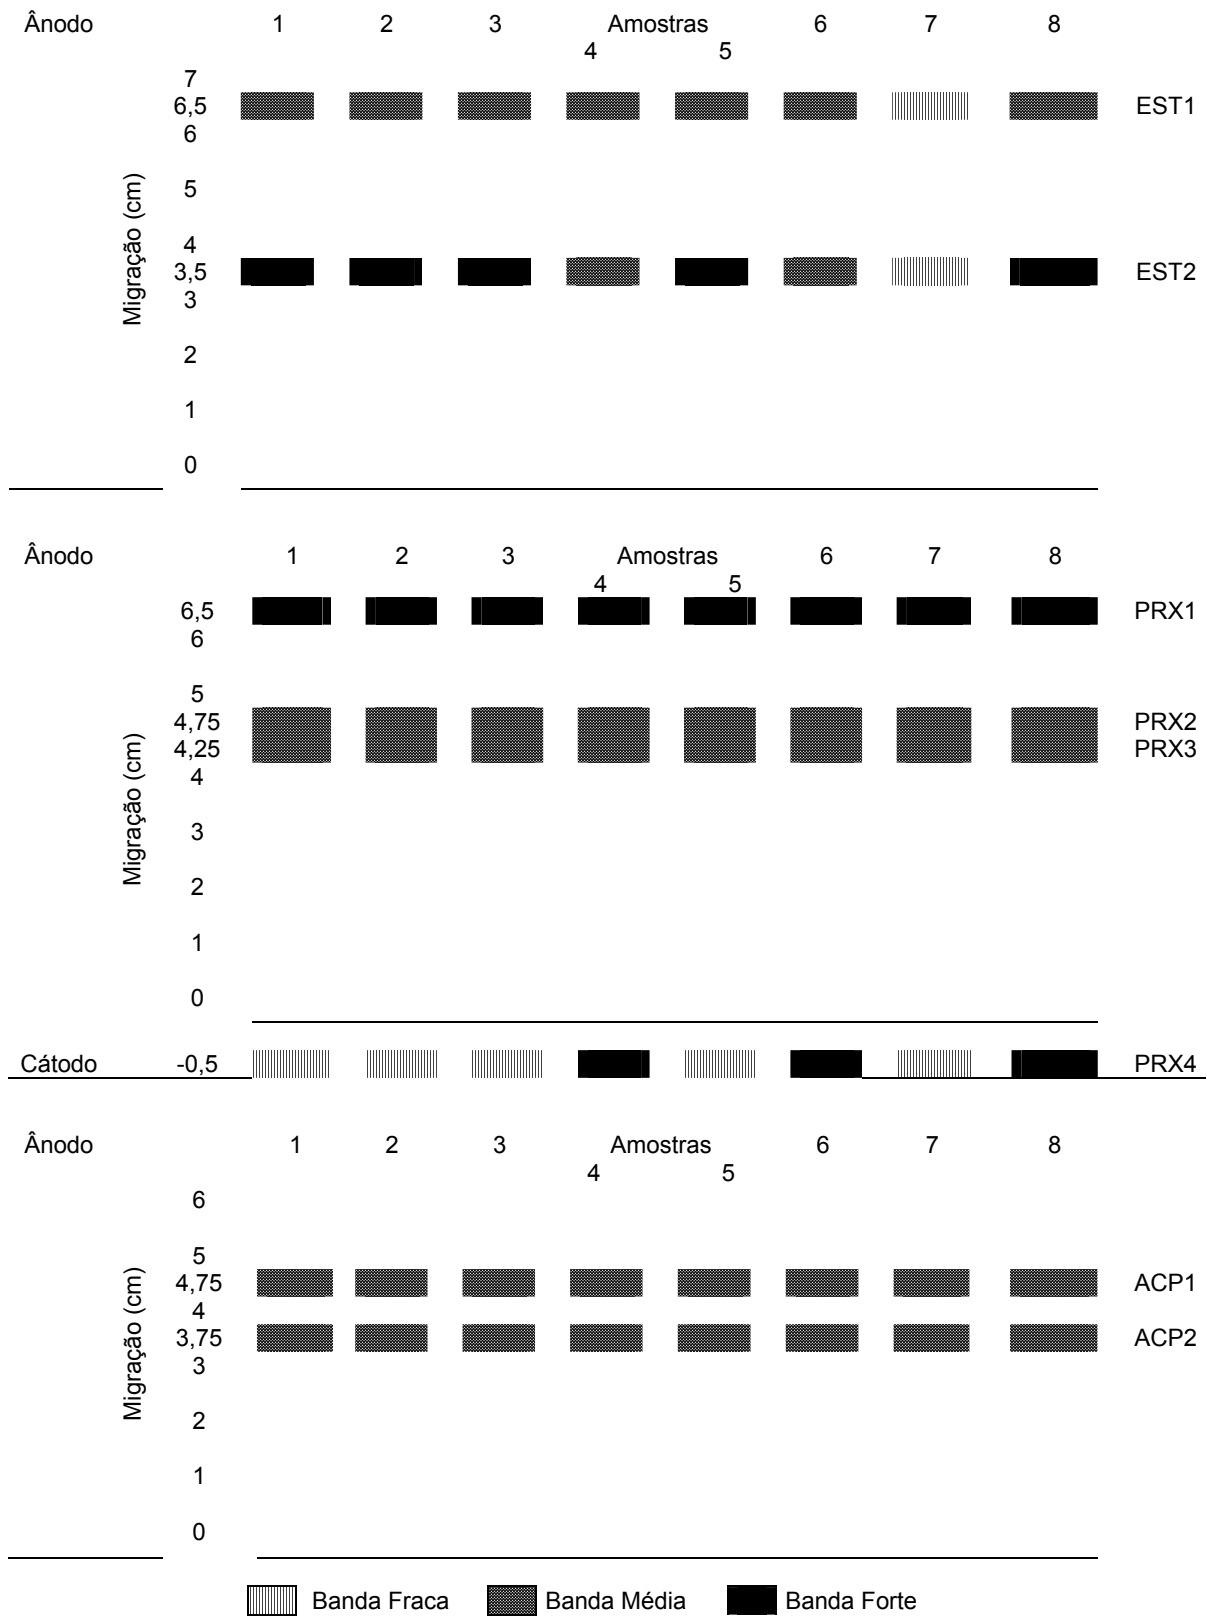 Ânodo 1 2 3 Amostras 6 7 8
4 5
7
6,5 EST1
6
5
4
3,5 EST2
3
2
1
0
Migração (cm)
Ânodo 1 2 3 Amostras 6 7 8
4 5
6,5 PRX1
6
5
4,75 PRX2
4,25 PRX3
4
3
2
1
0
Migração (cm)
Cátodo -0,5 PRX4
Ânodo 1 2 3 Amostras 6 7 8
4 5
6
5
4,75 ACP1
4
3,75 ACP2
3
2
1
0
Migração (cm)
Banda Fraca Banda Média Banda Forte